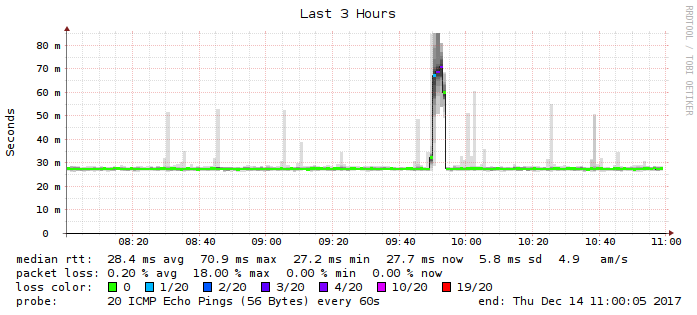 Last 3 Hours
RRDTOOL / TOBI OETIKER
Seconds
80 m
70 m
60 m
50 m
40 m
30 m
20 m
10 m
0
08:20 08:40 09:00 09:20 09:40 10:00 10:20 10:40 11:00
median rtt: 28.4 ms avg 70.9 ms max 27.2 ms min 27.7 ms now 5.8 ms sd 4.9 am/s
packet loss: 0.20 % avg 18.00 % max 0.00 % min 0.00 % now
loss color: 0 1/20 2/20 3/20 4/20 10/20 19/20
probe: 20 ICMP Echo Pings (56 Bytes) every 60s end: Thu Dec 14 11:00:05 2017